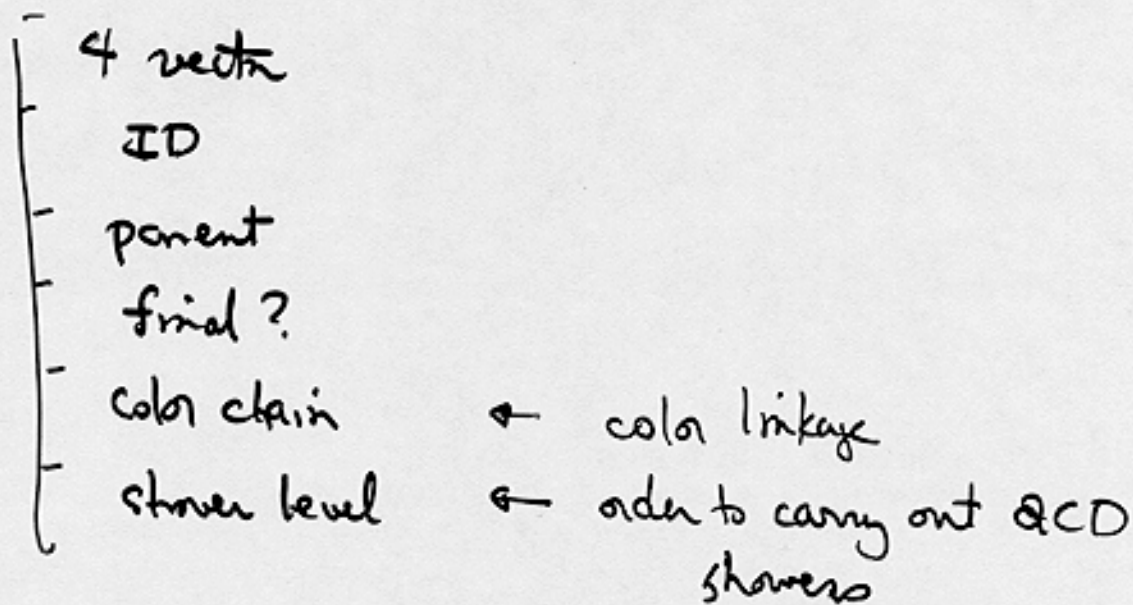 4 vector
ID
parent
final ?
color chain ← color linkage
shower level ← order to carry out QCD
showers